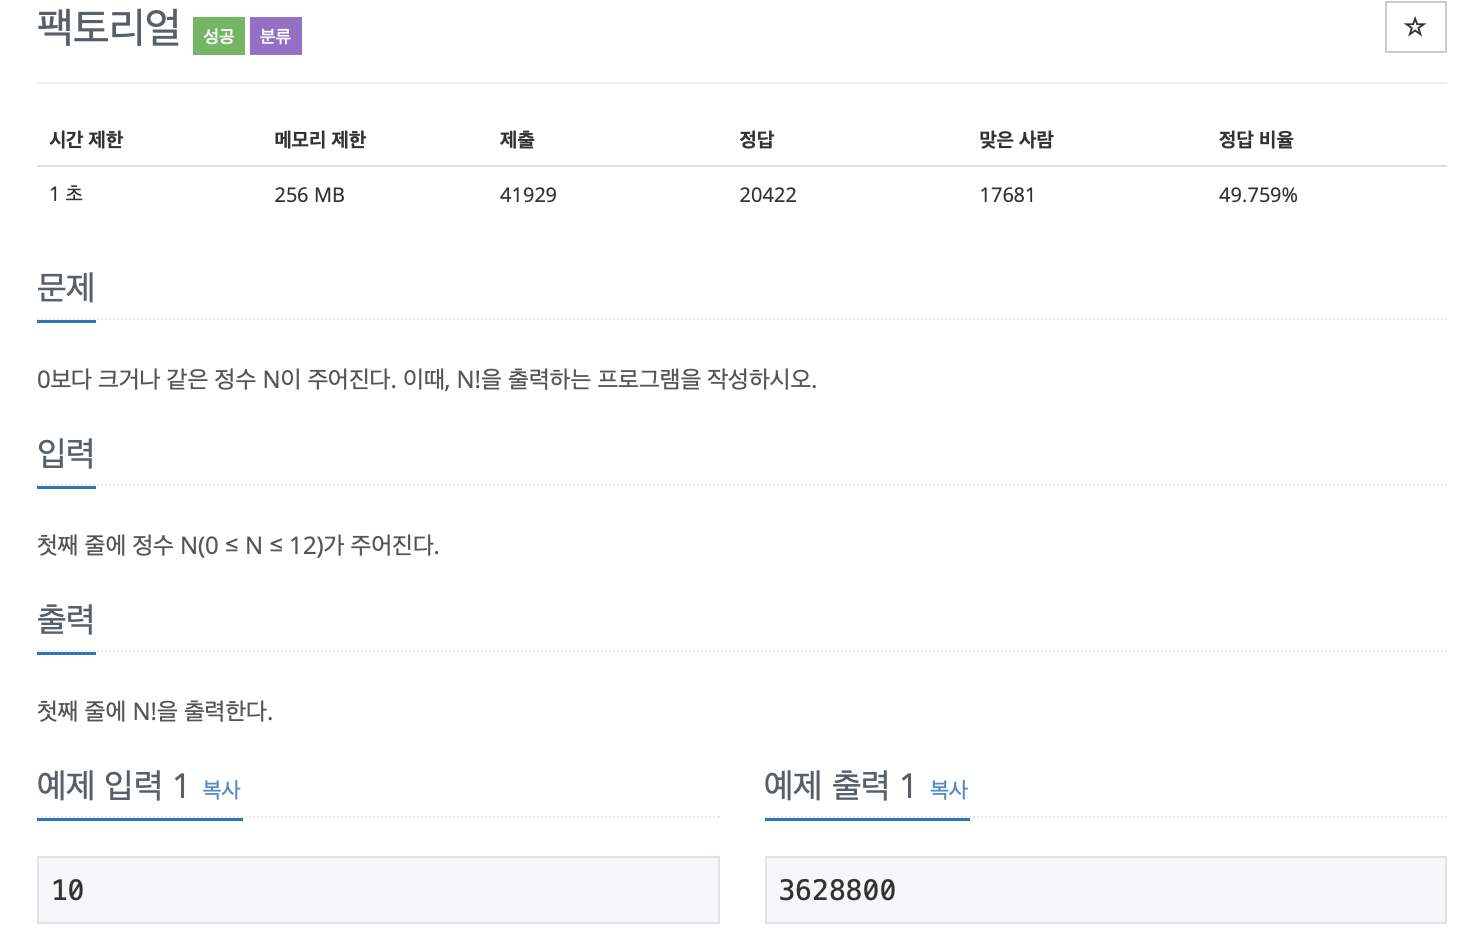 팩토리얼 성공 분류
시간 제한 메모리 제한 제출 정답 맞은 사람 정답 비율
1 초 256 MB 41929 20422 17681 49.759%
문제
0보다 크거나 같은 정수 N이 주어진다. 이때, N!을 출력하는 프로그램을 작성하시오.
입력
첫째 줄에 정수 N(0 ≤ N ≤ 12)가 주어진다.
출력
첫째 줄에 N!을 출력한다.
예제 입력 1 복사
10
예제 출력 1 복사
3628800